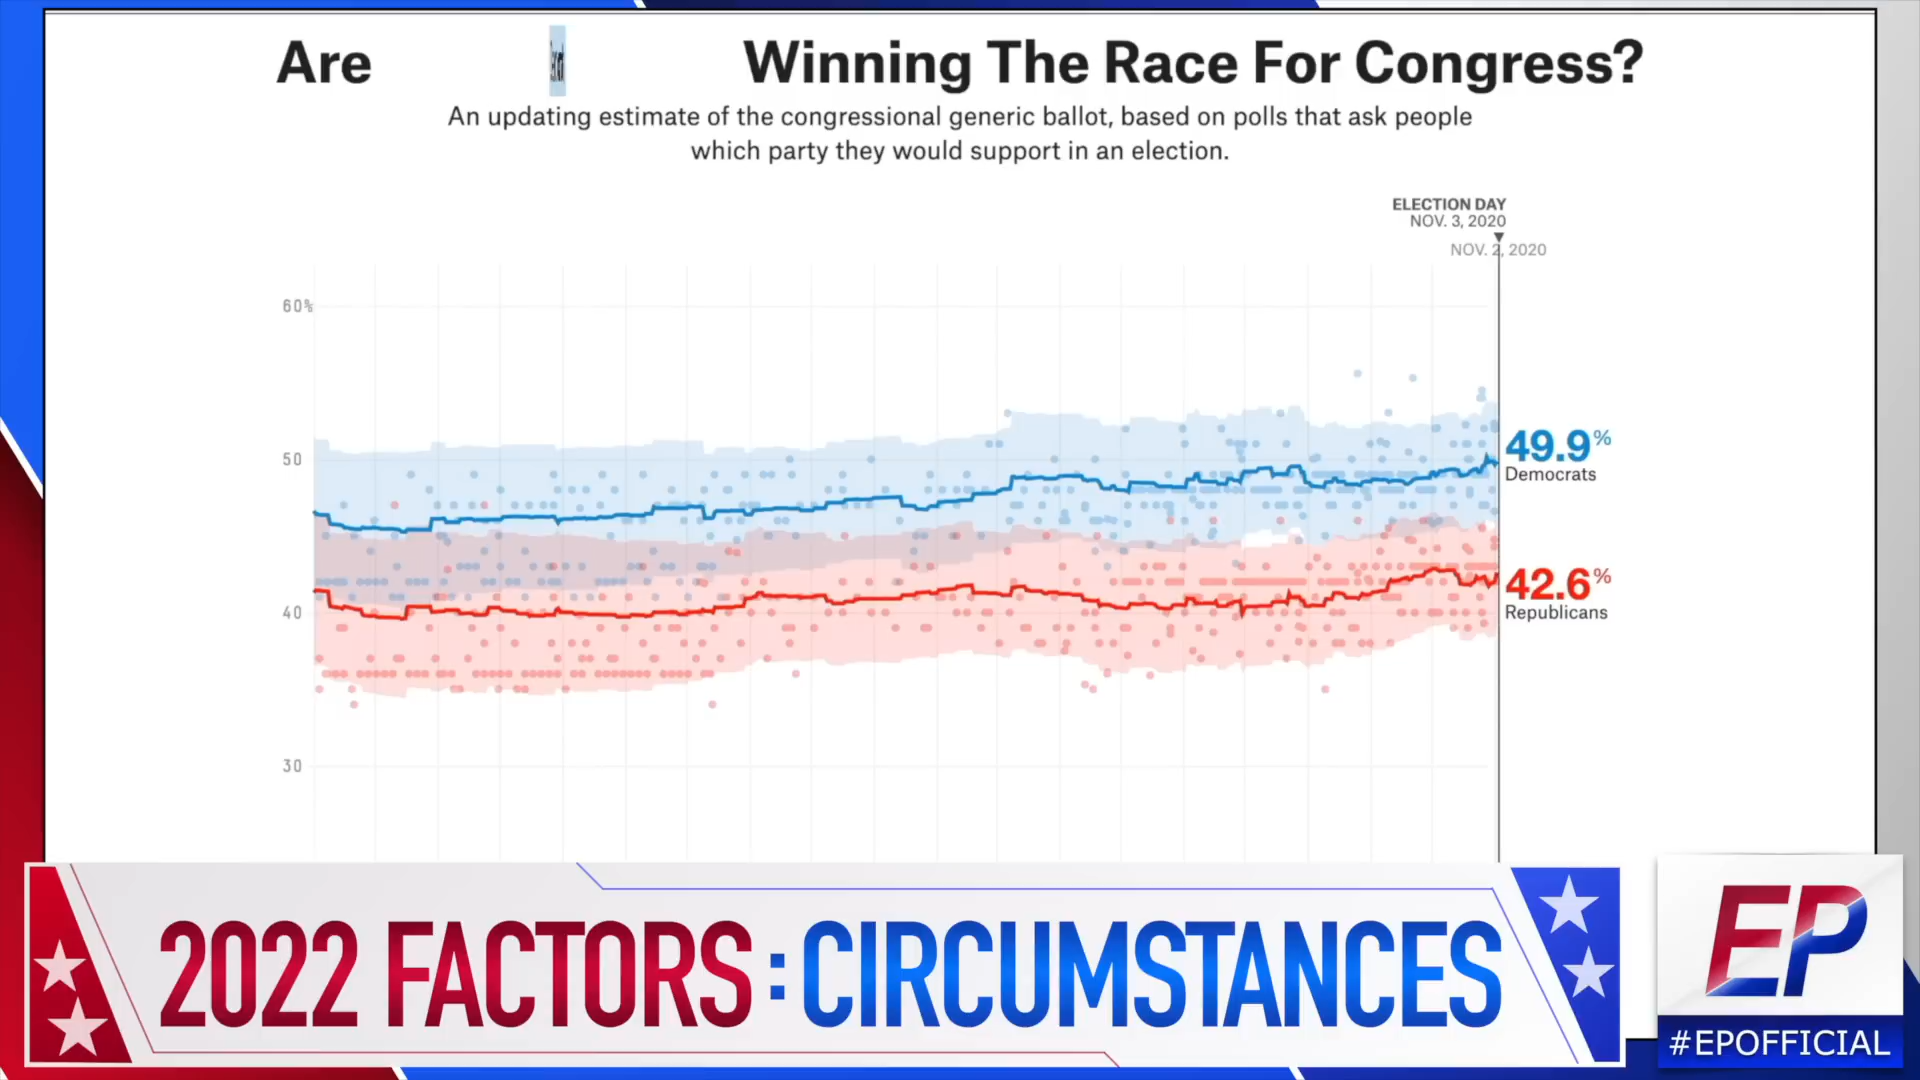 Are Winning The Race For Congress?
An updating estimate of the congressional generic ballot, based on polls that ask people
which party they would support in an election.
ELECTION DAY
NOV. 3, 2020
NOV. 2, 2020
60%
50
49.9%
Democrats
42.6%
Republicans
40
30
2022 FACTORS : CIRCUMSTANCES
EP
#EPOFFICIAL